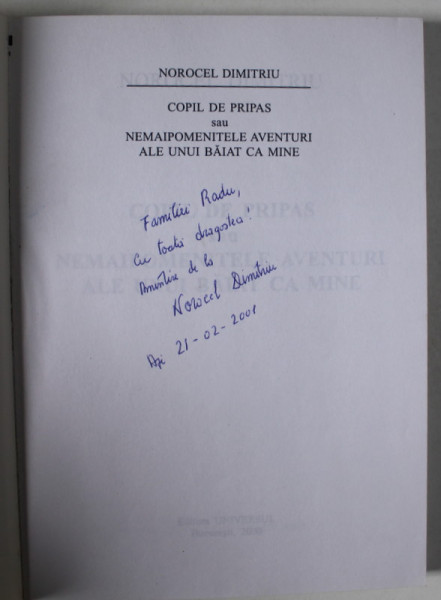 NOROCEL DIMITRIU
COPIL DE PRIPAS
sau
NEMAIPOMENITELE AVENTURI
ALE UNUI BĂIAT CA MINE
Familiei Radu,
Cu toată dragostea!
Amintire de la
Norocel Dimitriu
Azi 21-02-2001